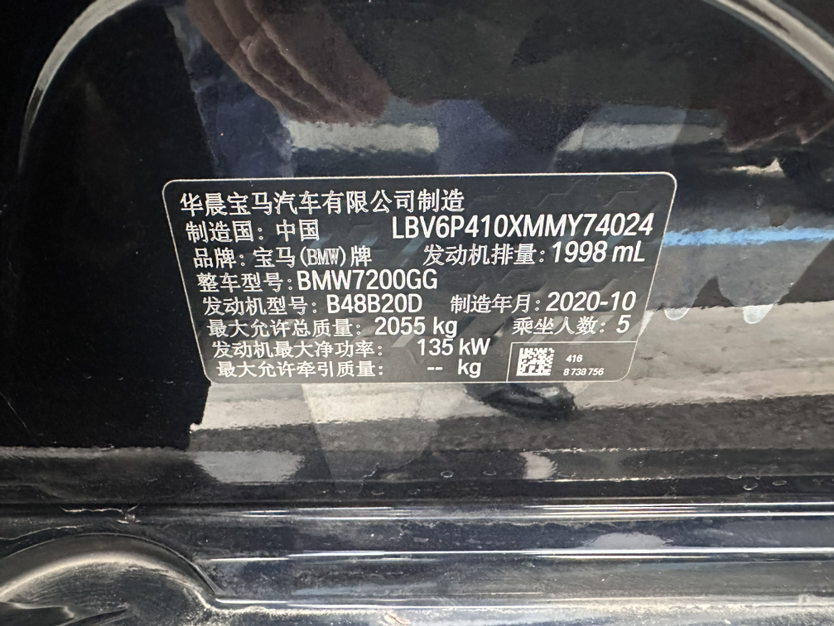 华晨宝马汽车有限公司制造
制造国: 中国 LBV6P410XMMY74024
品牌: 宝马(BMW)牌 发动机排量: 1998 mL
整车型号: BMW7200GG
发动机型号: B48B20D 制造年月: 2020-10
最大允许总质量: 2055 kg 乘坐人数: 5
发动机最大净功率: 135 kW
最大允许牵引质量: -- kg
416
8 738 756